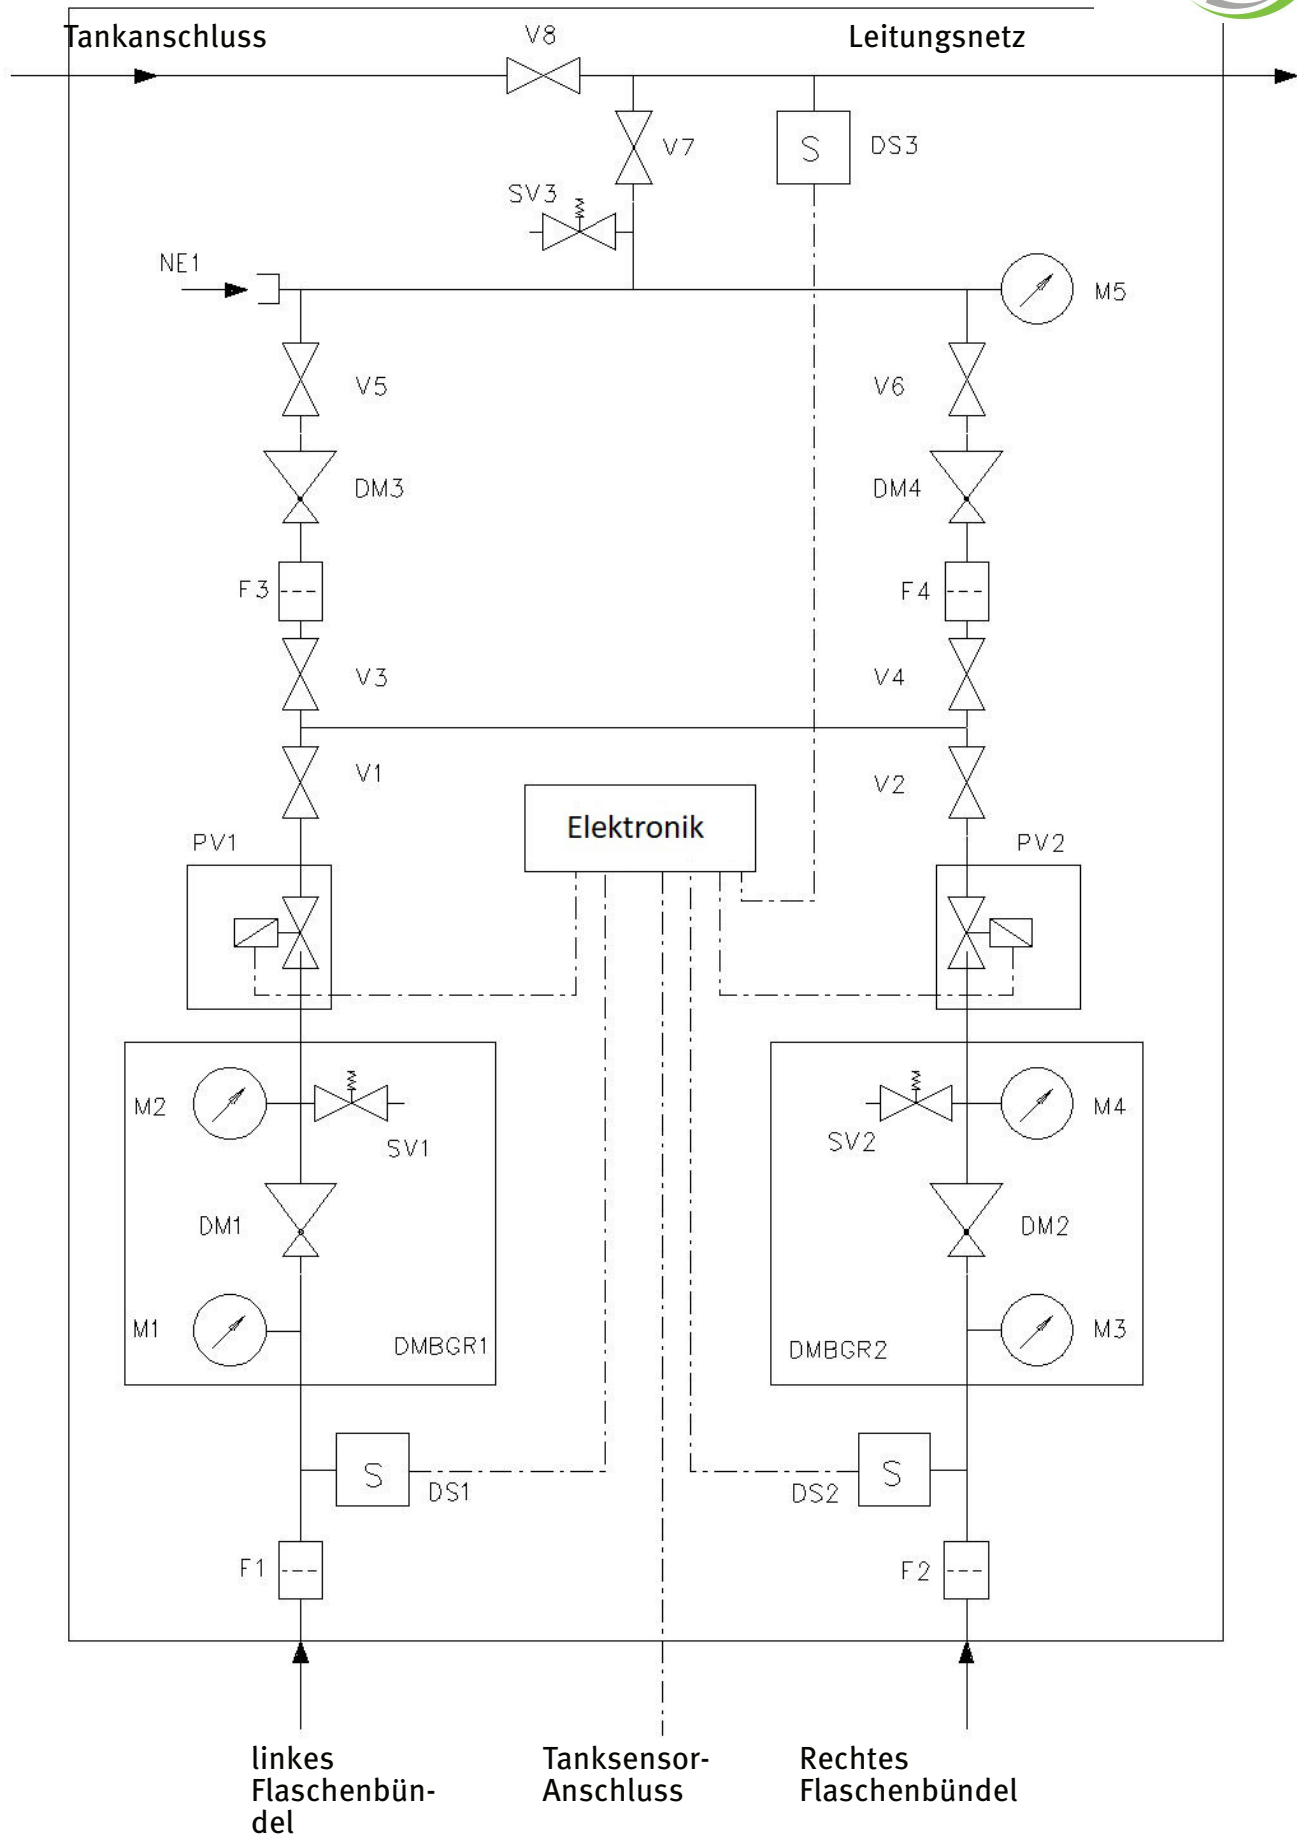 Tankanschluss
V8
Leitungsnetz
V7
S
DS3
SV3
NE1
M5
V5
V6
DM3
DM4
F3
F4
V3
V4
V1
V2
Elektronik
PV1
PV2
M2
SV1
SV2
M4
DM1
DM2
M1
DMBGR1
DMBGR2
M3
S
DS1
DS2
S
F1
F2
linkes
Flaschenbün-
del
Tanksensor-
Anschluss
Rechtes
Flaschenbündel